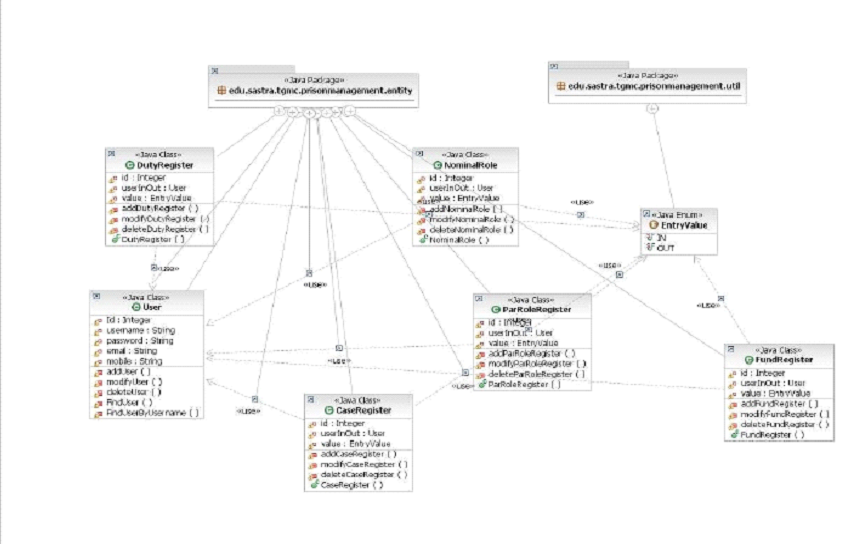 «Java Package»
edu.sastra.tgmc.prisonmanagement.entity
«Java Package»
edu.sastra.tgmc.prisonmanagement.util
«Java Class»
DutyRegister
id : Integer
userInOut : User
value : EntryValue
addDutyRegister ( )
modifyDutyRegister ( )
deleteDutyRegister ( )
DutyRegister ( )
«Java Class»
NominalRole
id : Integer
userInOut : User
value : EntryValue
addNominalRole ( )
modifyNominalRole ( )
deleteNominalRole ( )
NominalRole ( )
«use»
«Java Enum»
EntryValue
IN
OUT
«use»
«use»
«use»
«use»
«Java Class»
User
Id : Integer
username : String
password : String
email : String
mobile : String
addUser ( )
modifyUser ( )
deleteUser ( )
FindUser ( )
FindUserByUsername ( )
«Java Class»
ParRoleRegister
id : Integer
userInOut : User
value : EntryValue
addParRoleRegister ( )
modifyParRoleRegister ( )
deleteParRoleRegister ( )
ParRoleRegister ( )
«use»
«use»
«use»
«use»
«Java Class»
CaseRegister
id : Integer
userInOut : User
value : EntryValue
addCaseRegister ( )
modifyCaseRegister ( )
deleteCaseRegister ( )
CaseRegister ( )
«Java Class»
FundRegister
id : Integer
userInOut : User
value : EntryValue
addFundRegister ( )
modifyFundRegister ( )
deleteFundRegister ( )
FundRegister ( )